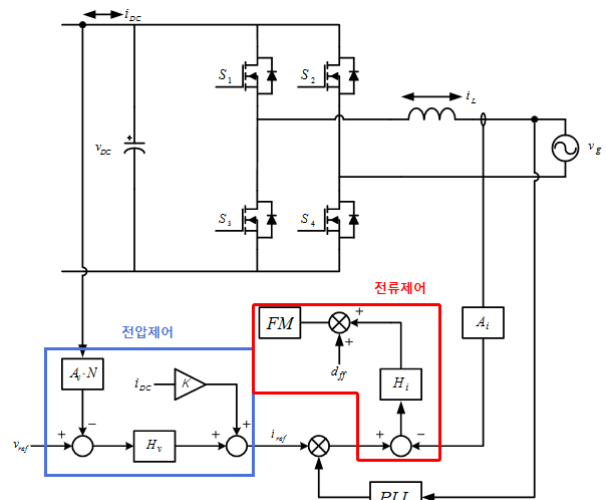 i_DC
S_1
S_2
i_L
v_DC
v_g
S_3
S_4
전류제어
전압제어
FM
A_i
A_v·N
i_DC
K
d_ff
H_i
v_ref
H_v
i_ref
PLL